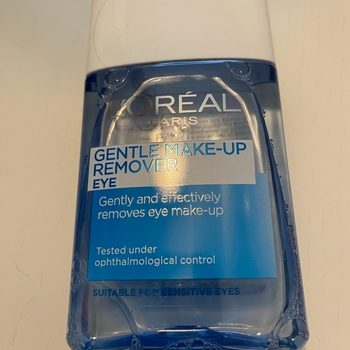 L'ORÉAL
PARIS
GENTLE MAKE-UP
REMOVER
EYE
Gently and effectively
removes eye make-up
Tested under
ophthalmological control
SUITABLE FOR SENSITIVE EYES